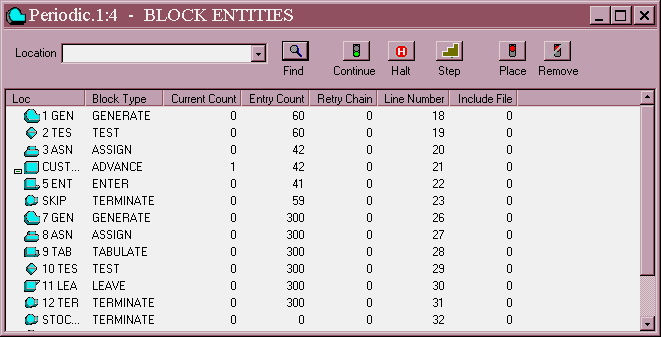 Periodic.1:4 - BLOCK ENTITIES
Location
Find Continue Halt Step Place Remove
Loc Block Type Current Count Entry Count Retry Chain Line Number Include File
1 GEN GENERATE 0 60 0 18 0
2 TES TEST 0 60 0 19 0
3 ASN ASSIGN 0 42 0 20 0
CUST... ADVANCE 1 42 0 21 0
5 ENT ENTER 0 41 0 22 0
SKIP TERMINATE 0 59 0 23 0
7 GEN GENERATE 0 300 0 26 0
8 ASN ASSIGN 0 300 0 27 0
9 TAB TABULATE 0 300 0 28 0
10 TES TEST 0 300 0 29 0
11 LEA LEAVE 0 300 0 30 0
12 TER TERMINATE 0 300 0 31 0
STOC... TERMINATE 0 0 0 32 0